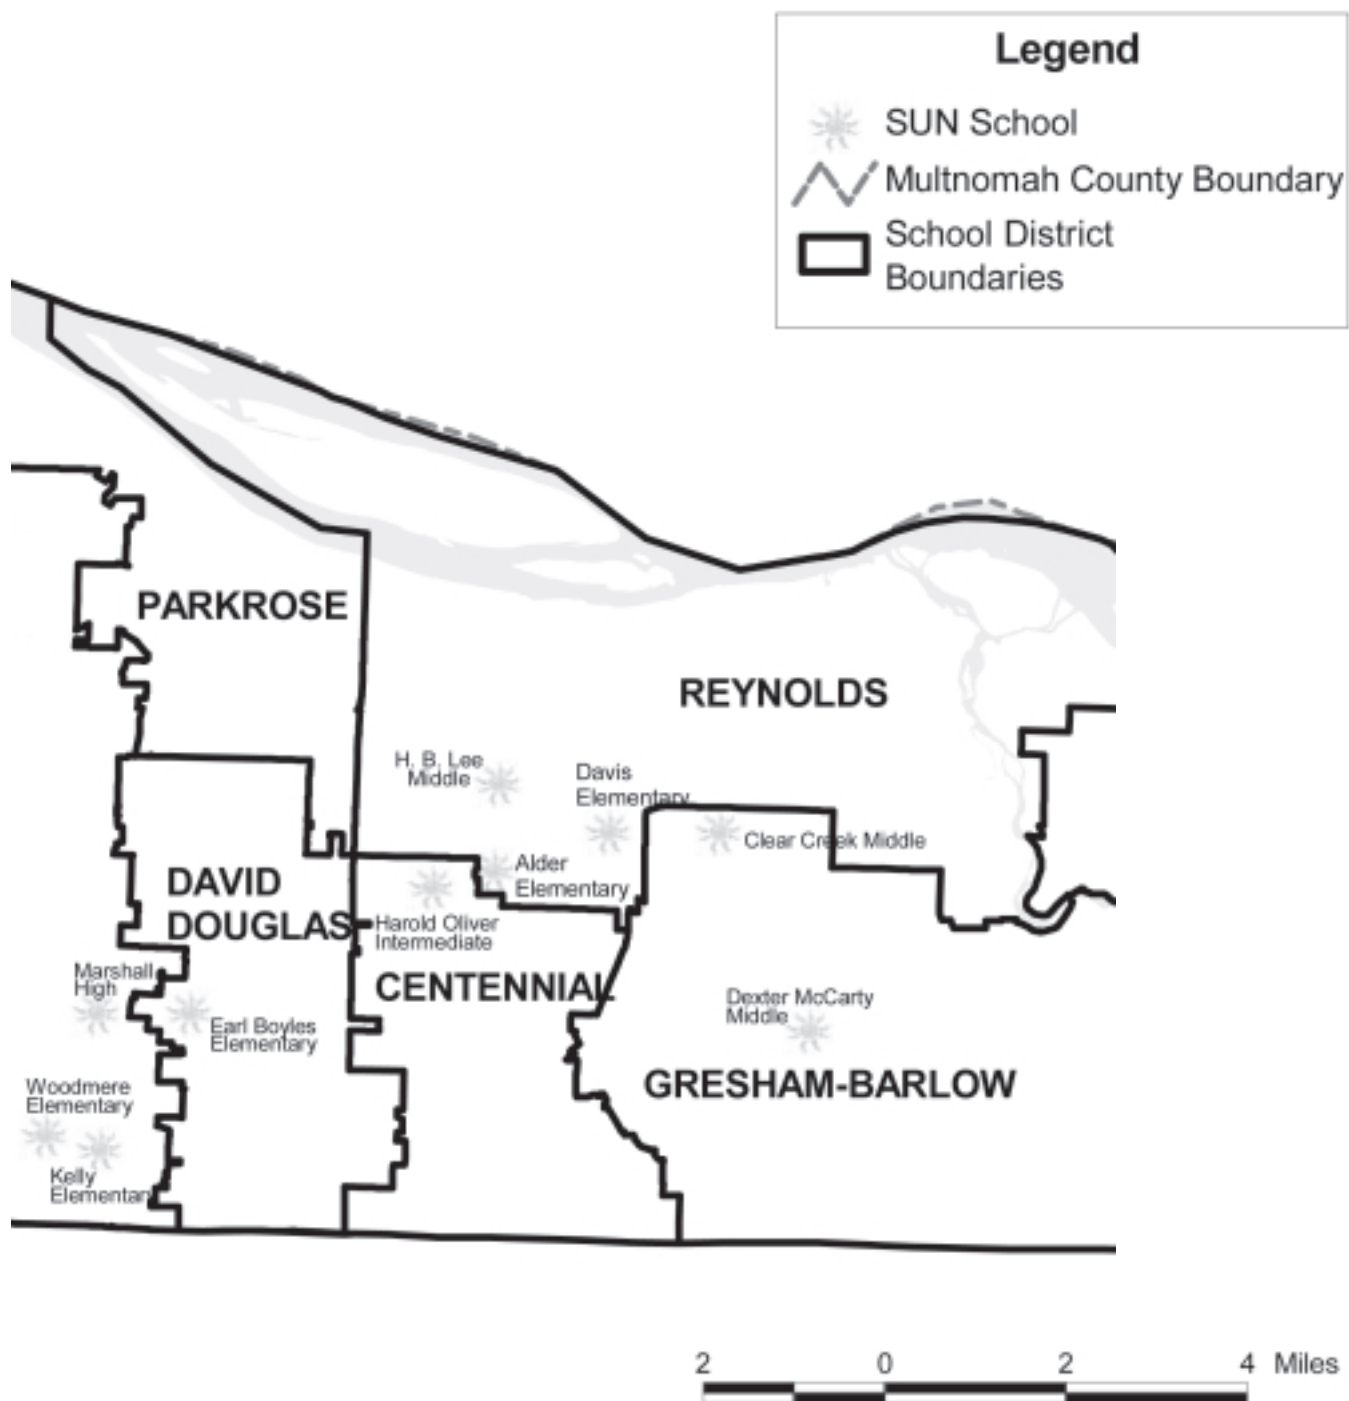 Legend
SUN School
Multnomah County Boundary
School District
Boundaries
PARKROSE
REYNOLDS
H. B. Lee
Middle
Davis
Elementary
Clear Creek Middle
Alder
Elementary
DAVID
DOUGLAS
Harold Oliver
Intermediate
CENTENNIAL
Marshall
High
Earl Boyles
Elementary
Dexter McCarty
Middle
GRESHAM-BARLOW
Woodmere
Elementary
Kelly
Elementary
2 0 2 4 Miles